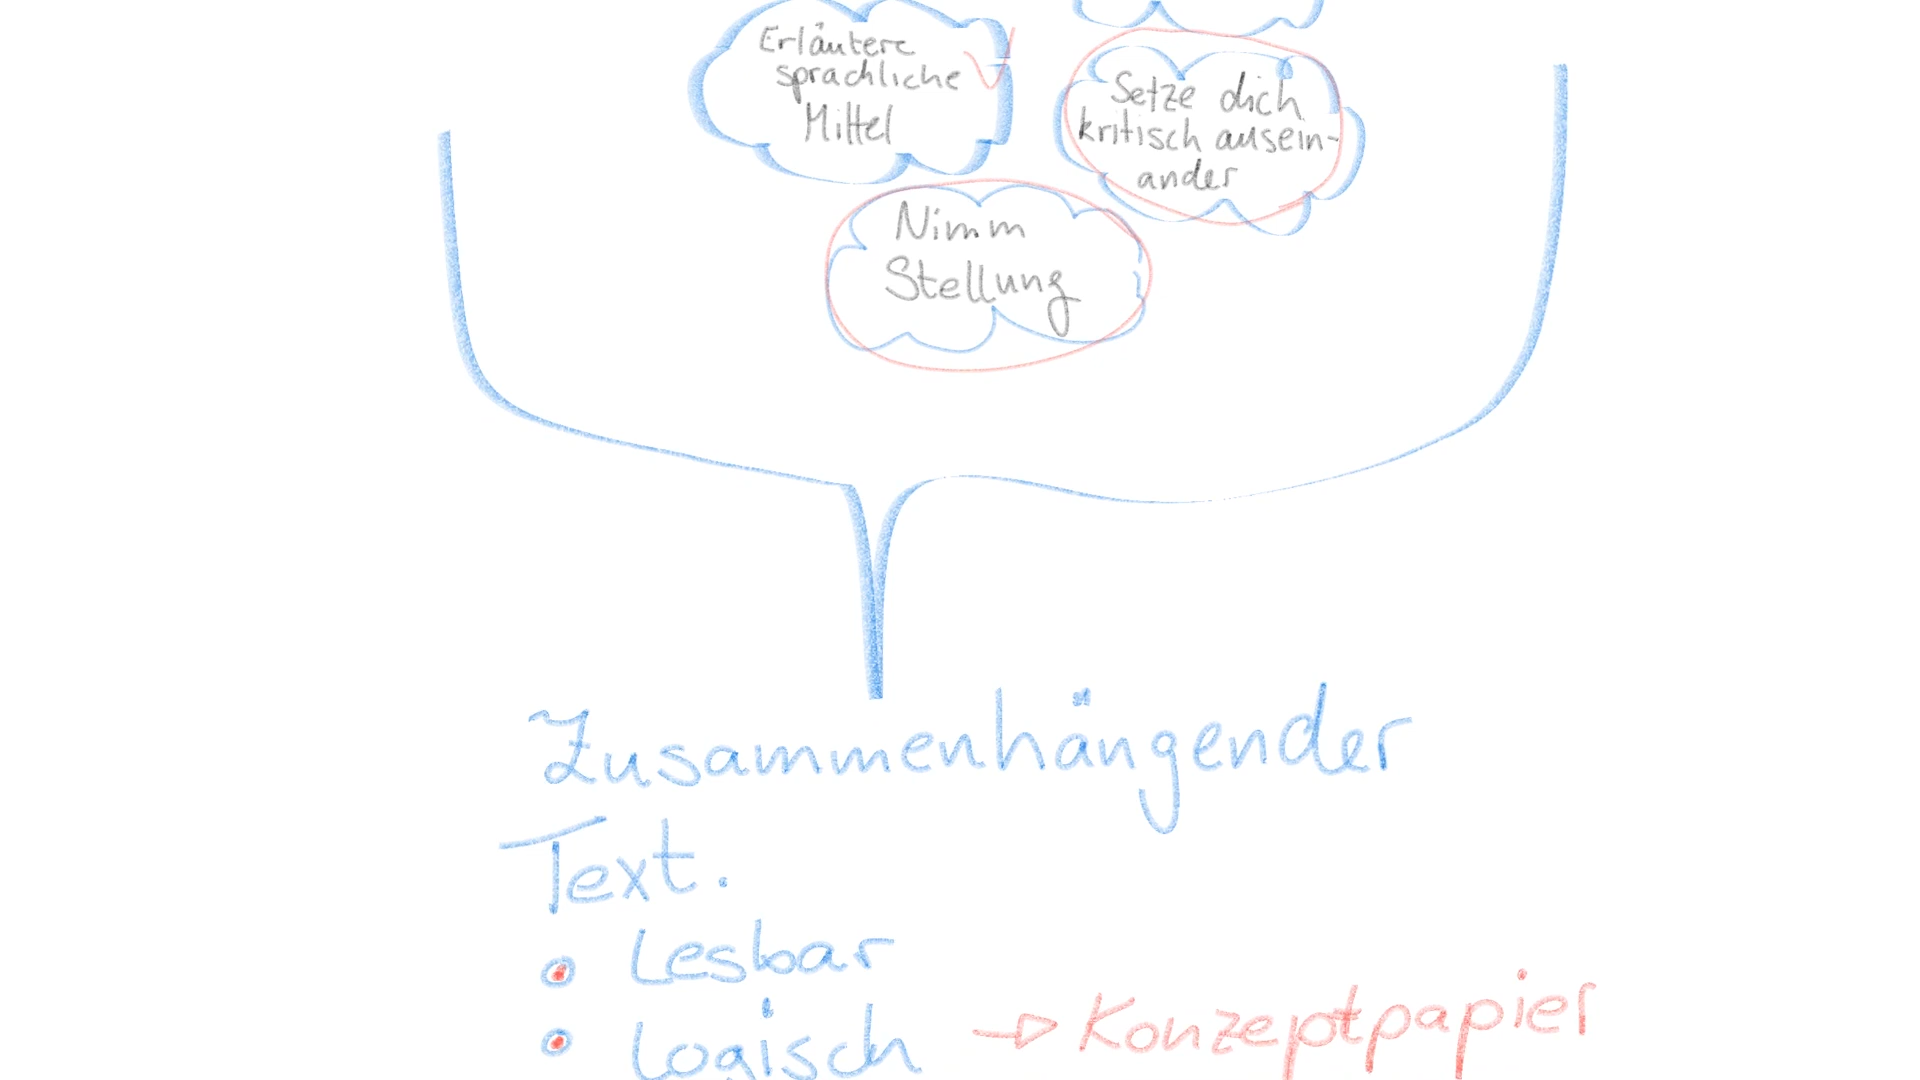 Erläutere
sprachliche
Mittel
Setze dich
kritisch ausein-
ander
Nimm
Stellung
Zusammenhängender
Text.
Lesbar
Logisch → Konzeptpapier